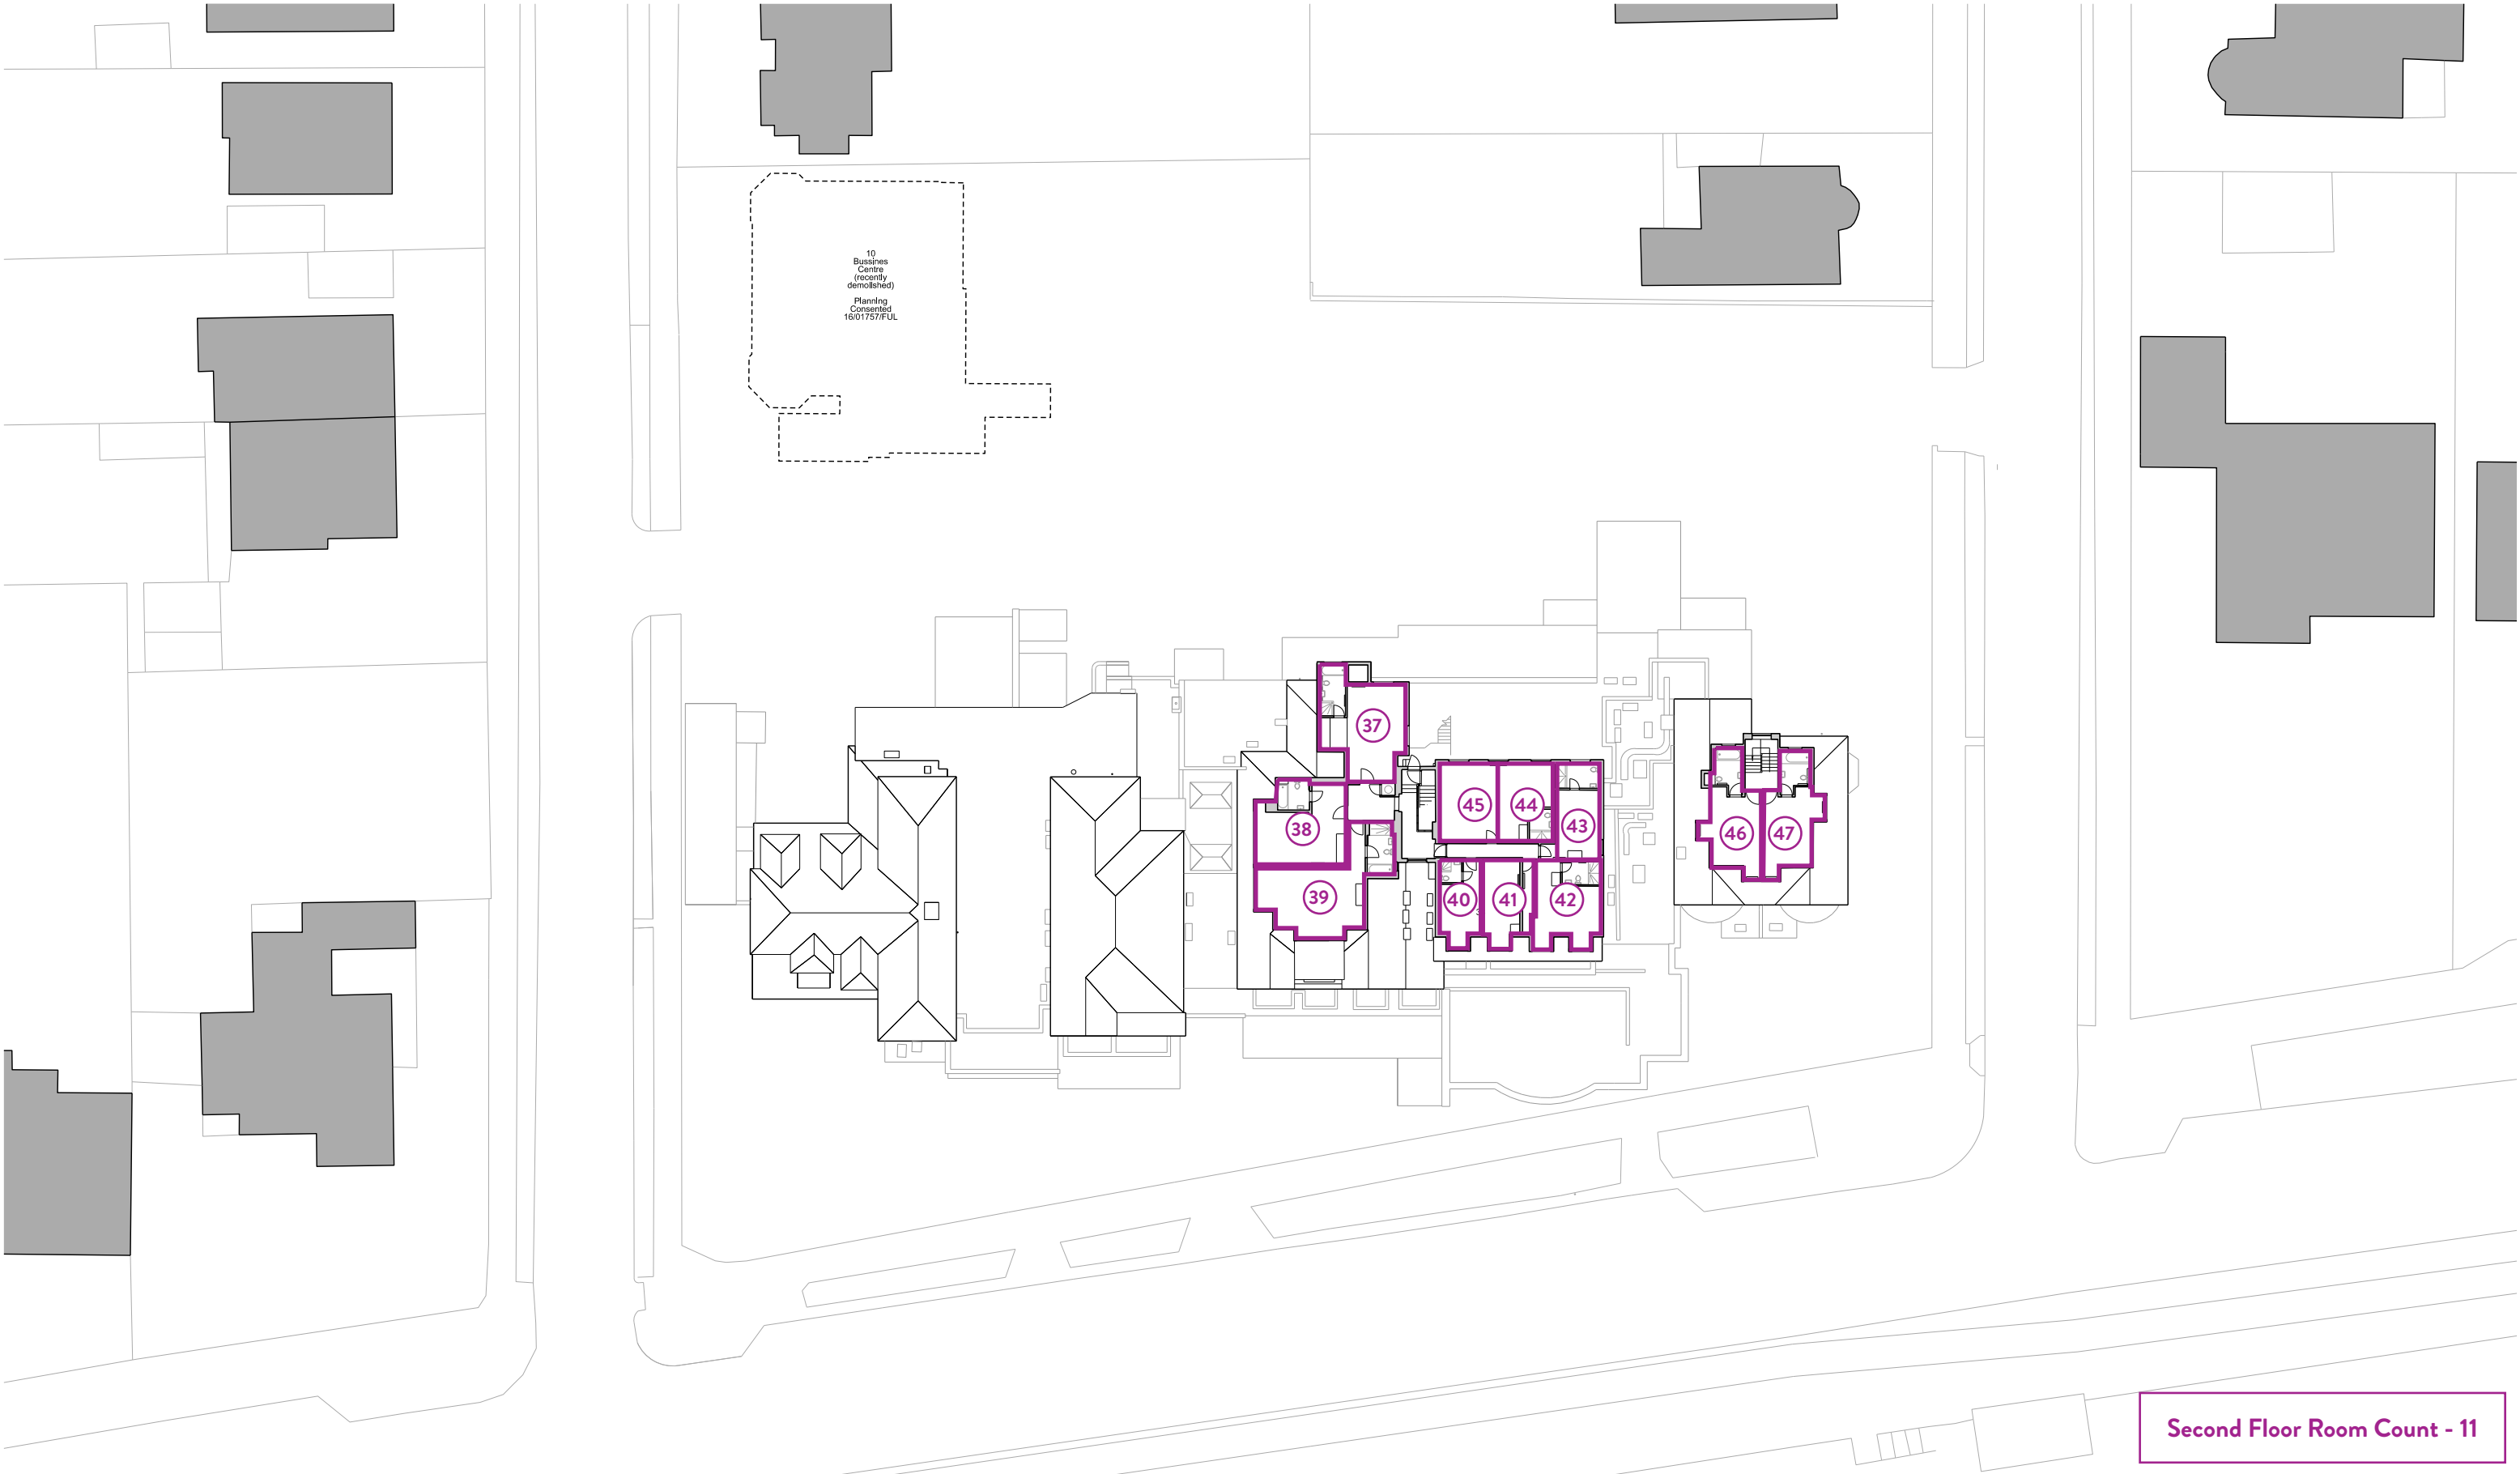 10
Bussines
Centre
(recently
demolished)
Planning
Consented
16/01757/FUL
37
38
39
45
44
43
40
41
42
46
47
Second Floor Room Count - 11